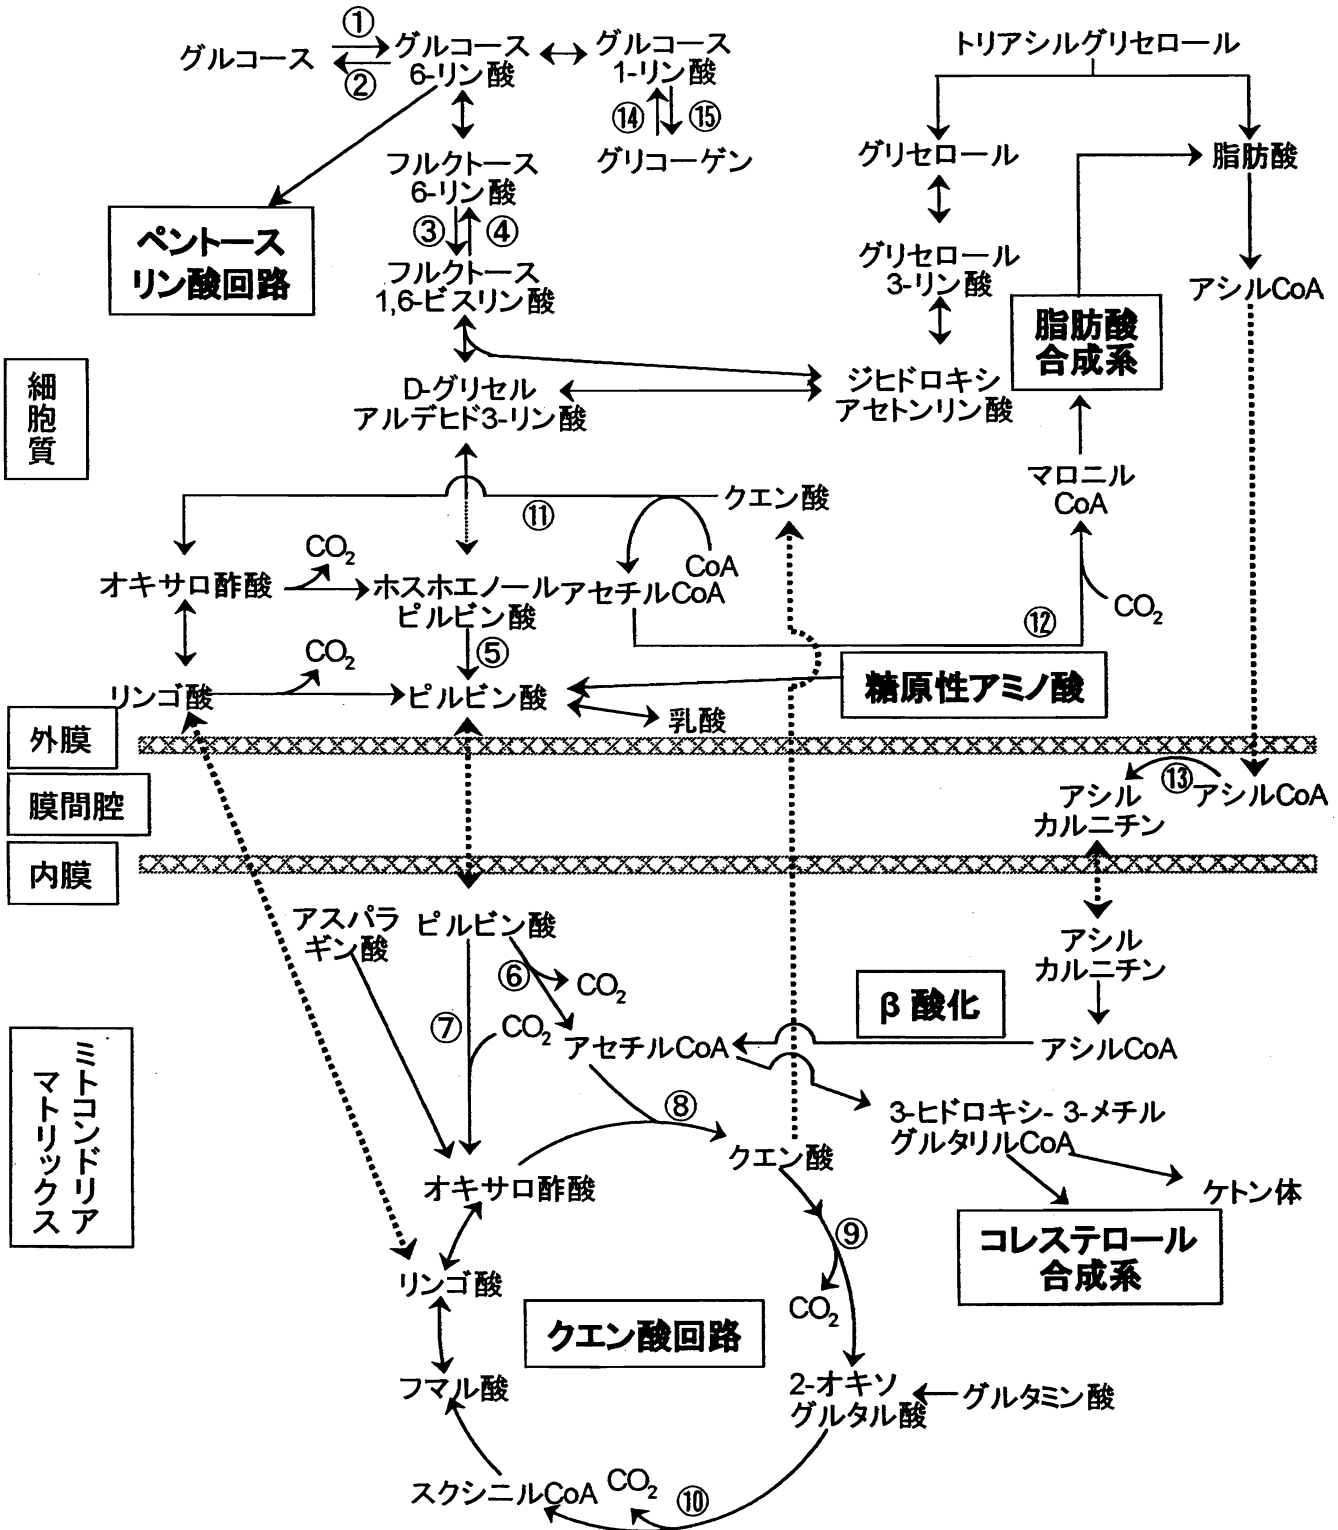 ①
グルコース
②
グルコース
6-リン酸
グルコース
1-リン酸
⑭
⑮
グリコーゲン
トリアシルグリセロール
グリセロール
脂肪酸
フルクトース
6-リン酸
③
④
ペントース
リン酸回路
フルクトース
1,6-ビスリン酸
グリセロール
3-リン酸
アシルCoA
脂肪酸
合成系
細胞質
D-グリセル
アルデヒド3-リン酸
ジヒドロキシ
アセトンリン酸
マロニル
CoA
クエン酸
⑪
CO2
CoA
オキサロ酢酸
ホスホエノール
ピルビン酸
アセチルCoA
⑫
CO2
⑤
CO2
リンゴ酸
ピルビン酸
糖原性アミノ酸
乳酸
外膜
膜間腔
⑬
アシル
カルニチン
アシルCoA
内膜
アスパラ
ギン酸
ピルビン酸
アシル
カルニチン
⑥
CO2
β酸化
⑦
CO2
アセチルCoA
アシルCoA
ミトコンドリア
マトリックス
⑧
3-ヒドロキシ-3-メチル
グルタリルCoA
クエン酸
オキサロ酢酸
ケトン体
⑨
コレステロール
合成系
リンゴ酸
CO2
クエン酸回路
フマル酸
2-オキソ
グルタル酸
グルタミン酸
スクシニルCoA
CO2
⑩